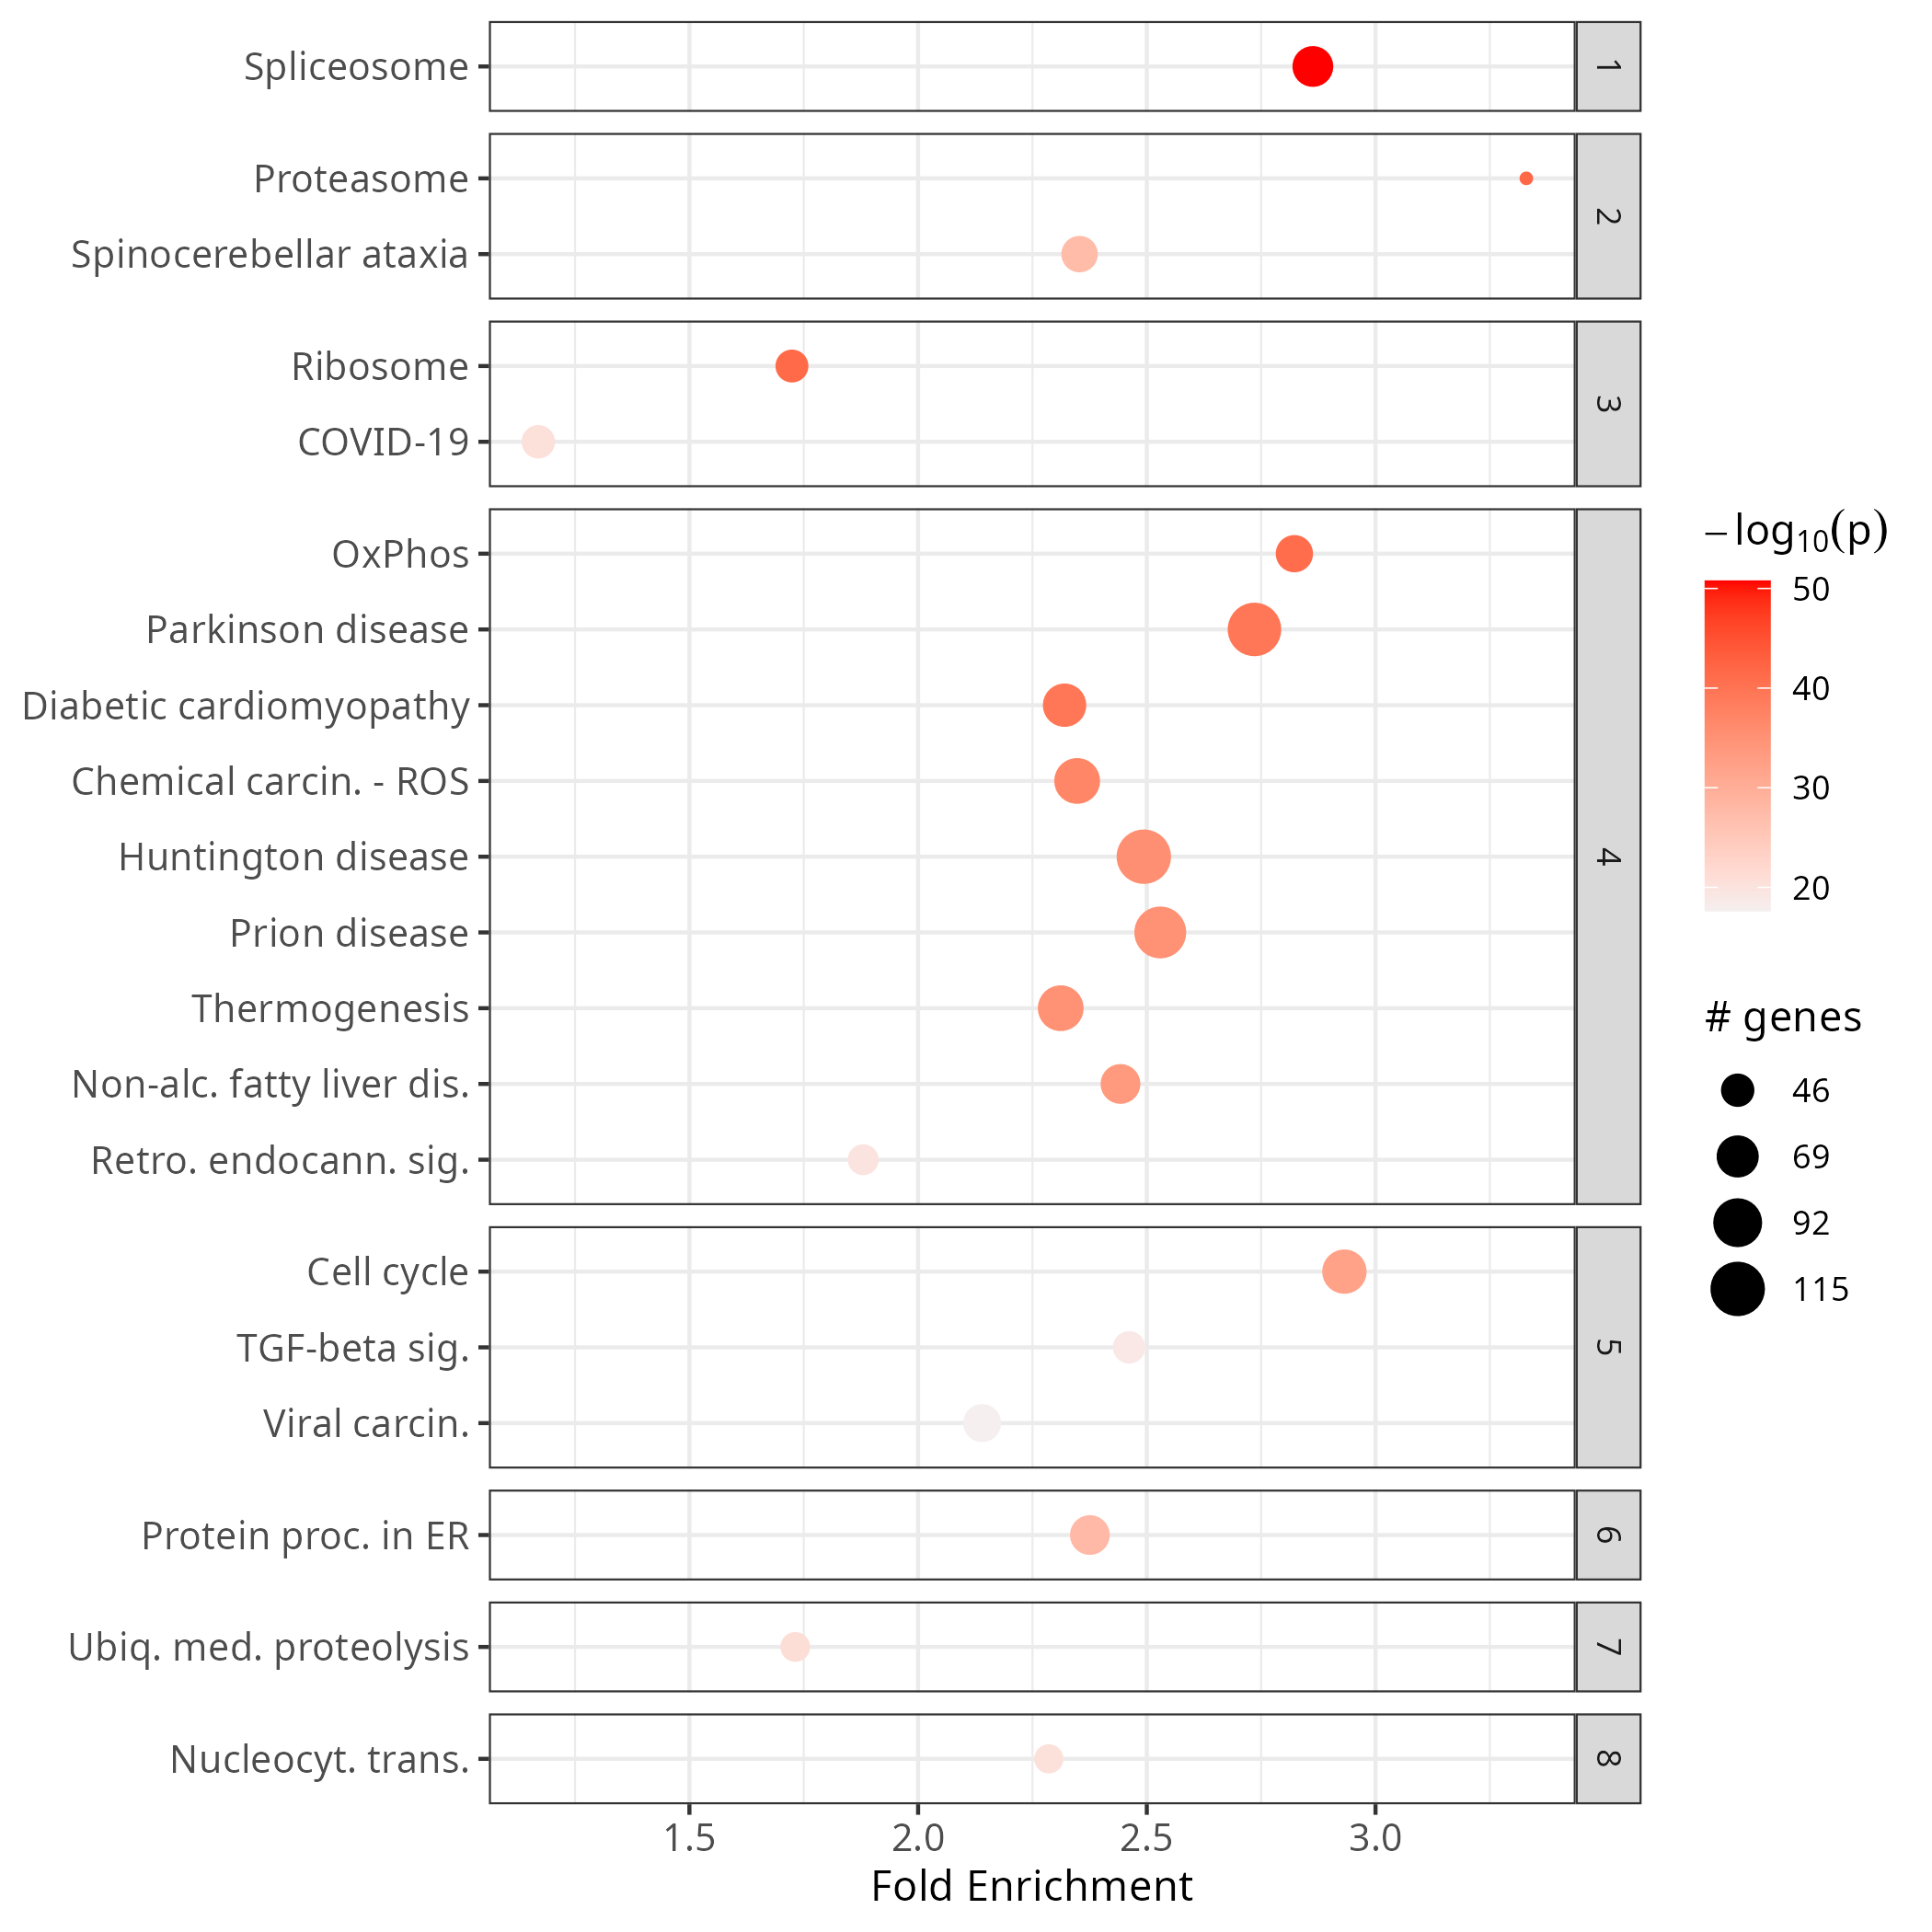 Spliceosome
1
Proteasome
Spinocerebellar ataxia
2
Ribosome
COVID-19
3
OxPhos
Parkinson disease
Diabetic cardiomyopathy
Chemical carcin. - ROS
Huntington disease
Prion disease
Thermogenesis
Non-alc. fatty liver dis.
Retro. endocann. sig.
4
Cell cycle
TGF-beta sig.
Viral carcin.
5
Protein proc. in ER
6
Ubiq. med. proteolysis
7
Nucleocyt. trans.
8
1.5 2.0 2.5 3.0
Fold Enrichment
−log₁₀(p)
50
40
30
20
# genes
46
69
92
115